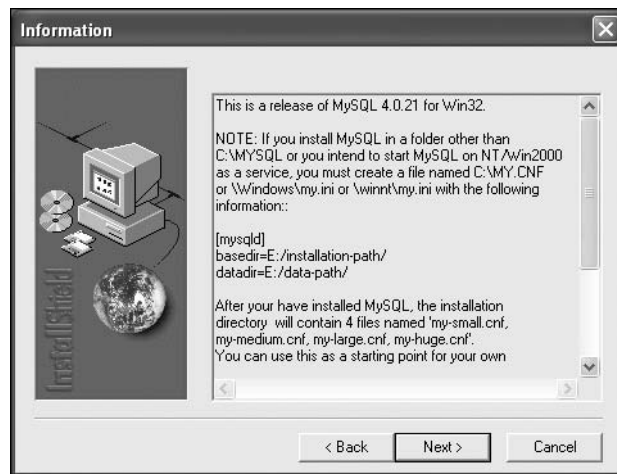 Information
This is a release of MySQL 4.0.21 for Win32.
NOTE: If you install MySQL in a folder other than
C:\MYSQL or you intend to start MySQL on NT/Win2000
as a service, you must create a file named C:\MY.CNF
or \Windows\my.ini or \winnt\my.ini with the following
information::
[mysqld]
basedir=E:/installation-path/
datadir=E:/data-path/
After your have installed MySQL, the installation
directory will contain 4 files named 'my-small.cnf,
my-medium.cnf, my-large.cnf, my-huge.cnf'.
You can use this as a starting point for your own
InstallShield
< Back
Next >
Cancel